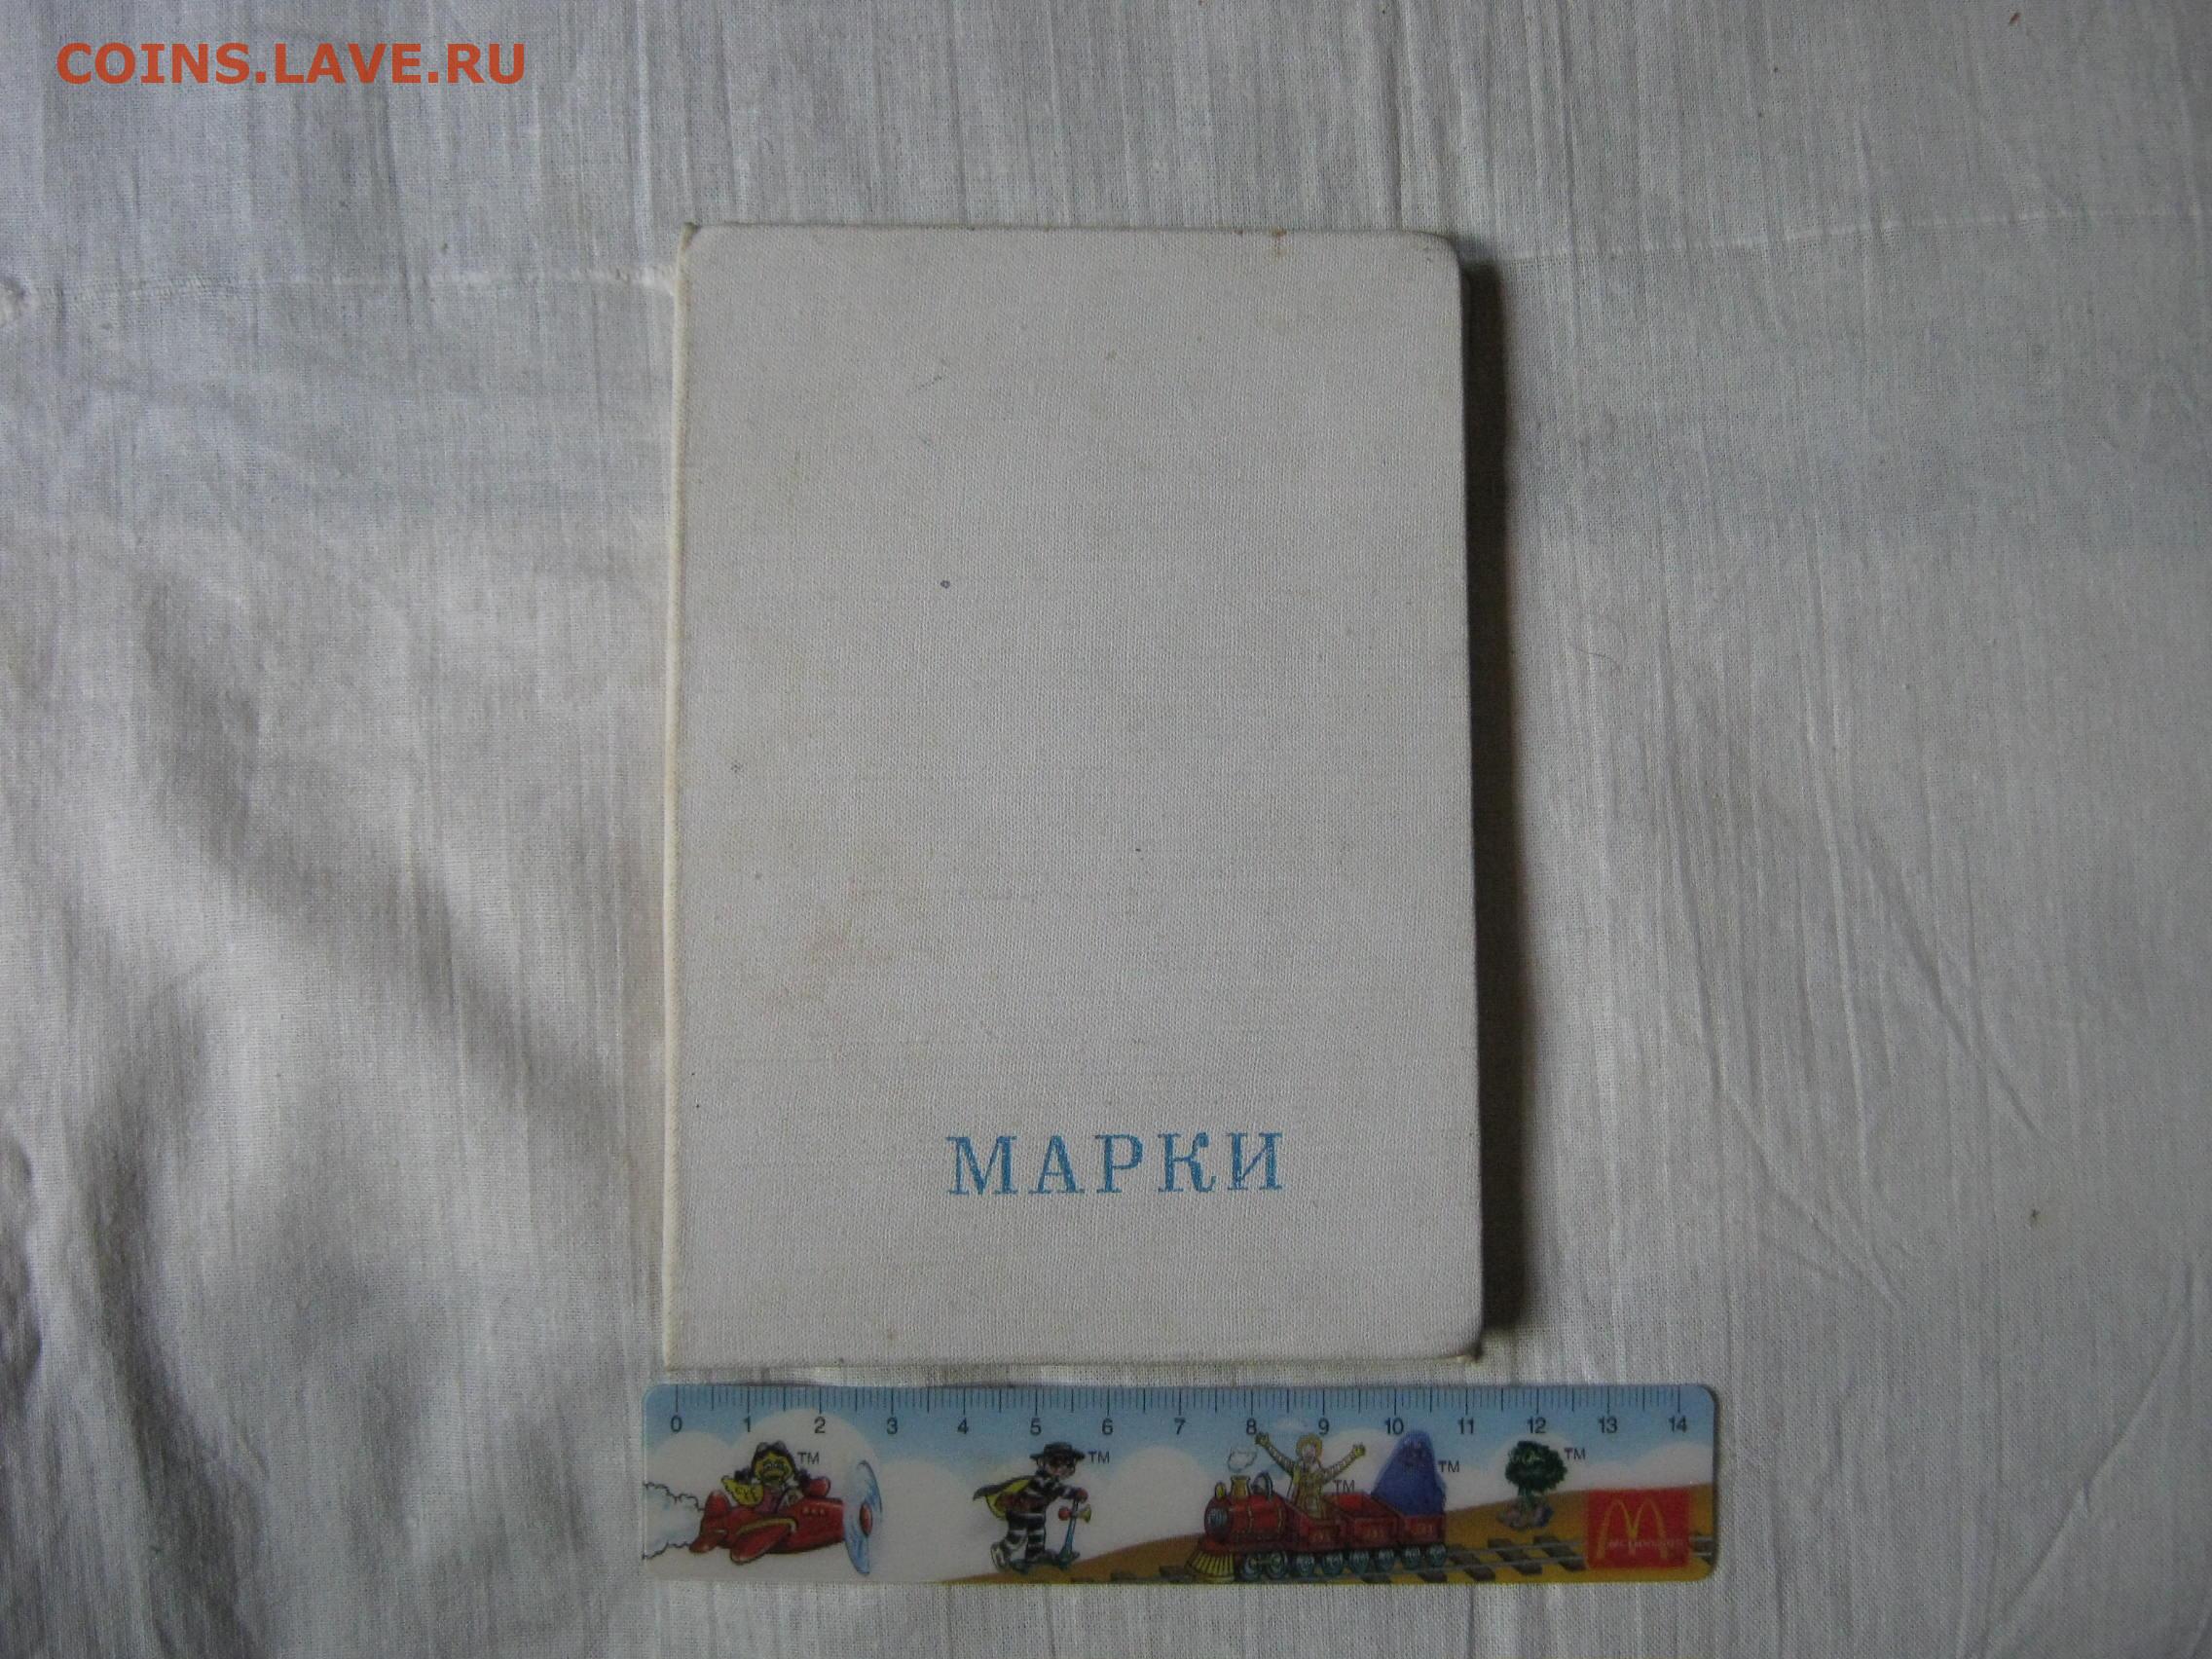 COINS.LAVE.RU
МАРКИ
0 1 2 3 4 5 6 7 8 9 10 11 12 13 14
TM TM TM TM TM